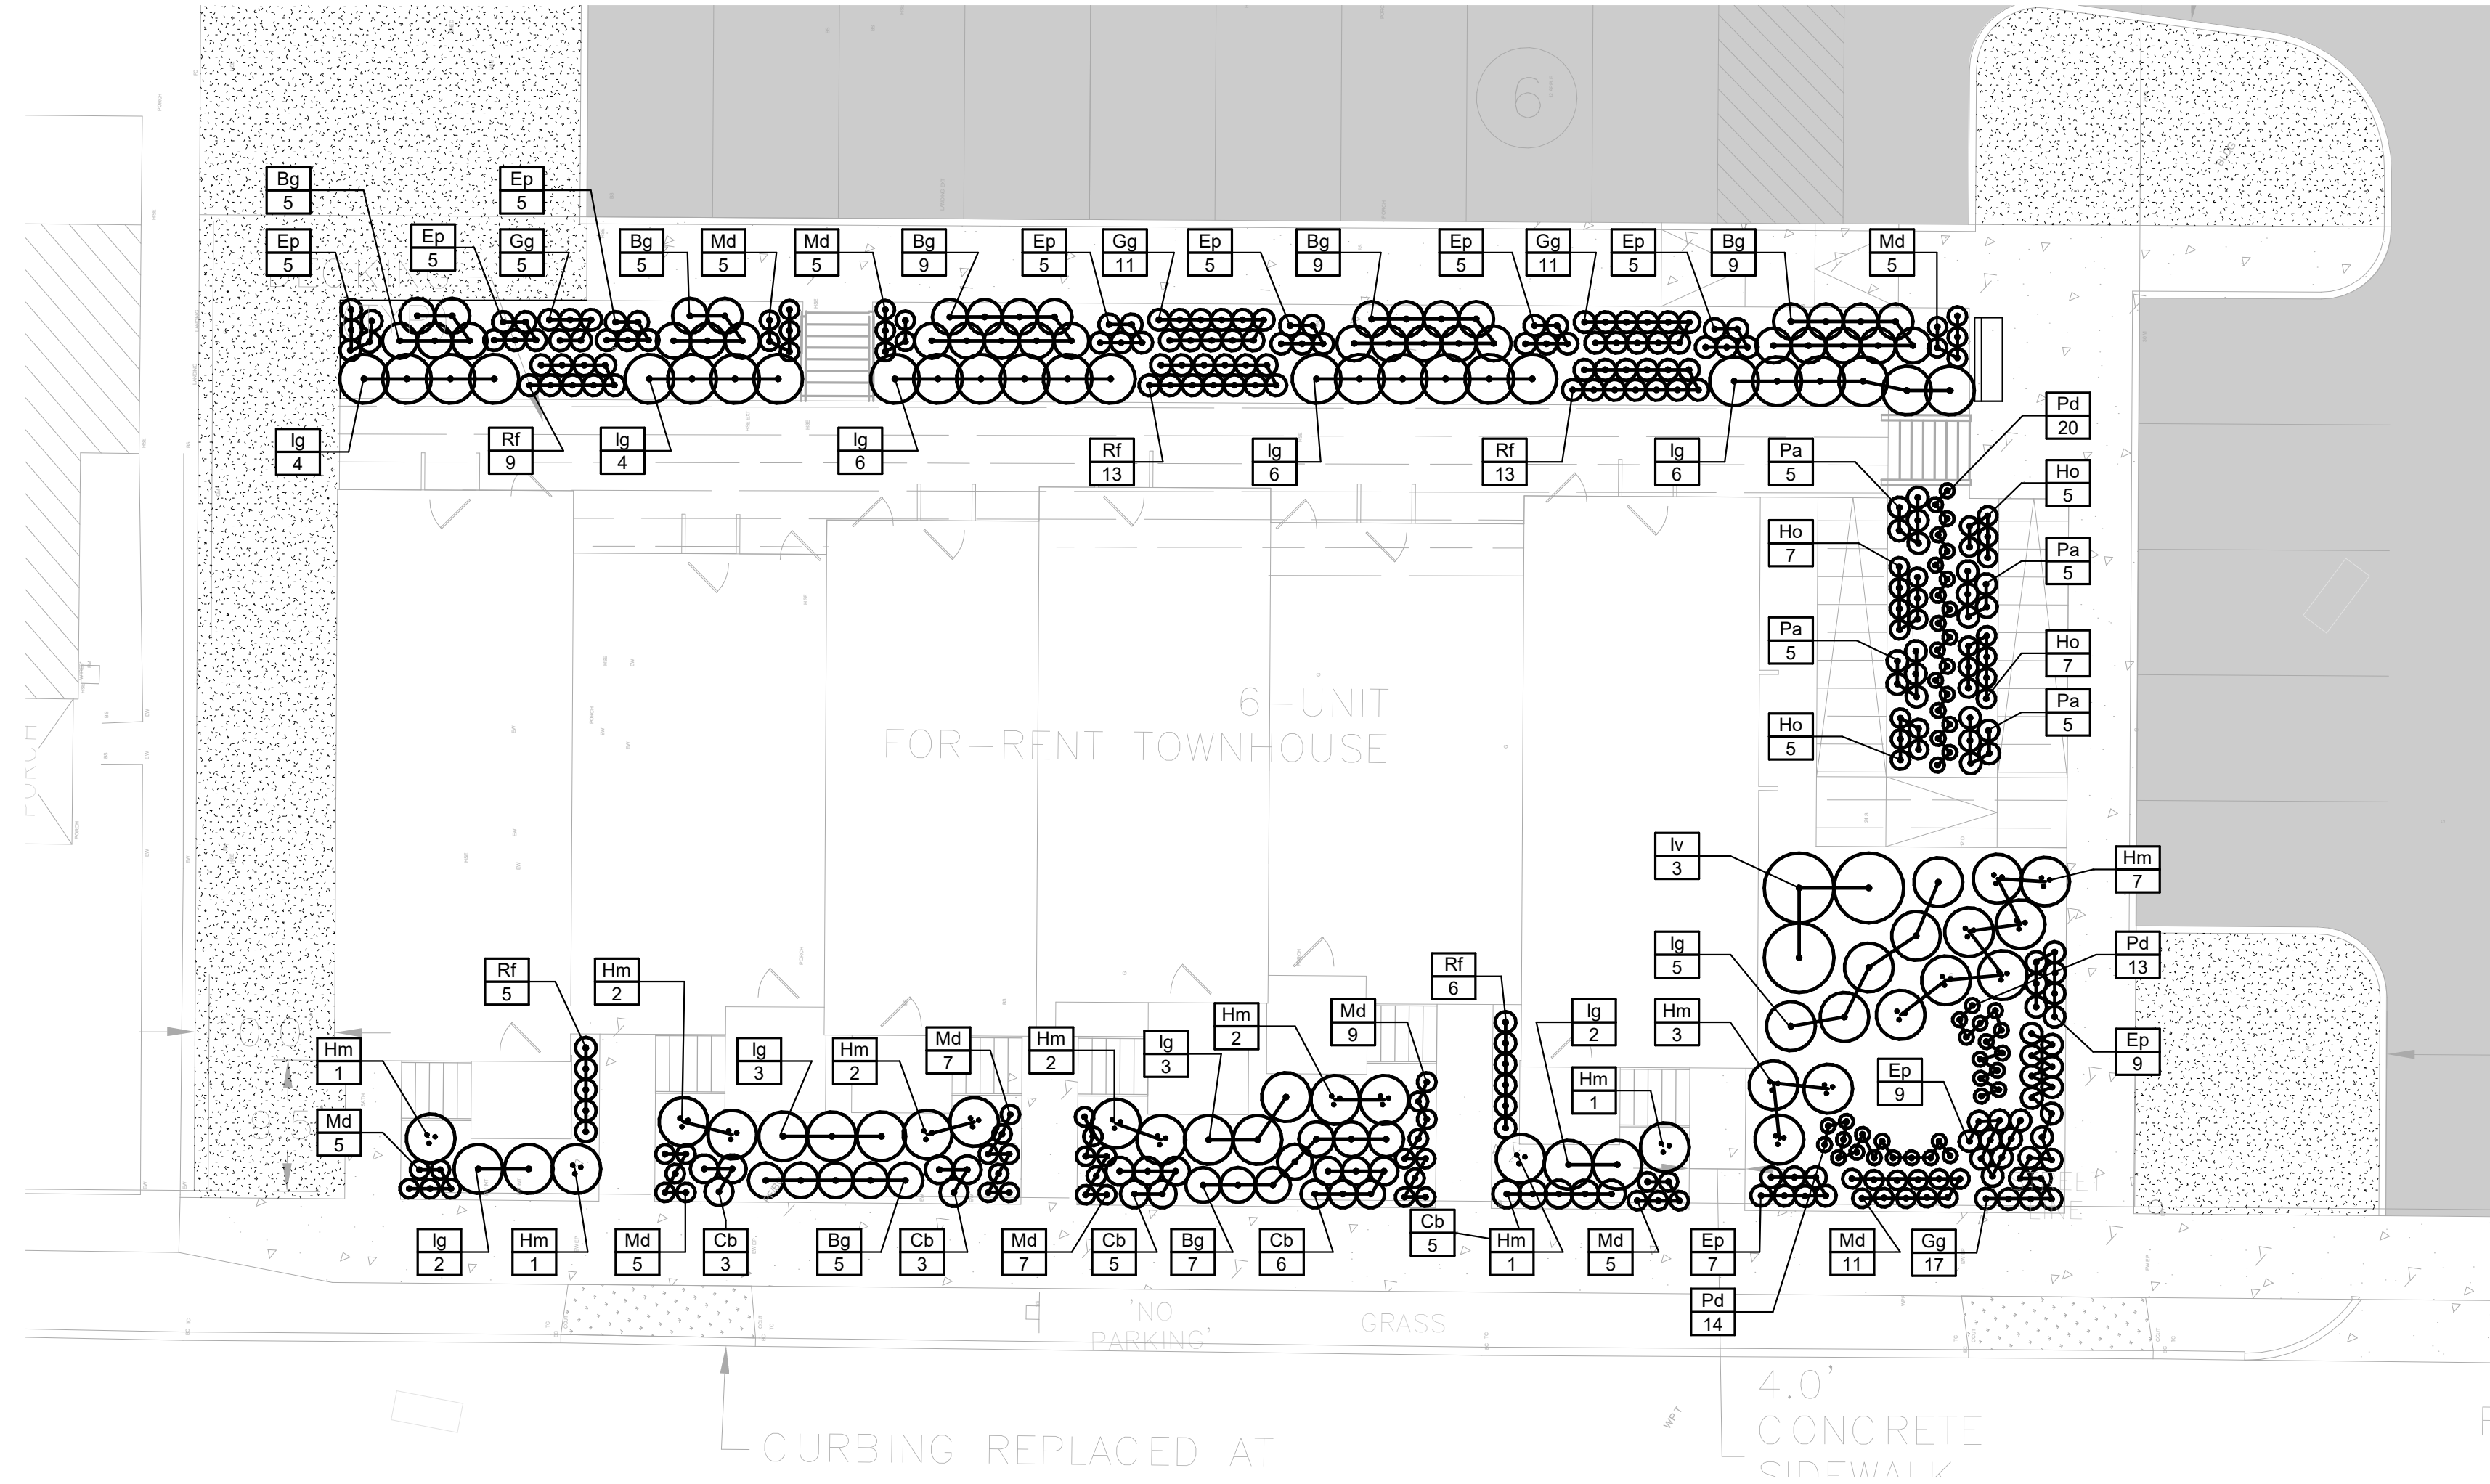 6
Bg
5
Ep
5
Ep
5
Ep
5
Gg
5
Bg
5
Md
5
Md
5
Bg
9
Ep
5
Gg
11
Ep
5
Bg
9
Ep
5
Gg
11
Ep
5
Bg
9
Md
5
Ig
4
Rf
9
Ig
4
Ig
6
Rf
13
Ig
6
Rf
13
Ig
6
Pa
5
Pd
20
Ho
5
Ho
7
Pa
5
Pa
5
Ho
7
Ho
5
Pa
5
6-UNIT
FOR-RENT TOWNHOUSE
Iv
3
Hm
7
Ig
5
Pd
13
Hm
3
Ep
9
Ep
9
Rf
5
Hm
2
Rf
6
Hm
1
Md
5
Ig
3
Hm
2
Md
7
Hm
2
Ig
3
Hm
2
Md
9
Ig
2
Hm
1
Ig
2
Hm
1
Md
5
Cb
3
Bg
5
Cb
3
Md
7
Cb
5
Bg
7
Cb
6
Cb
5
Hm
1
Md
5
Ep
7
Md
11
Gg
17
Pd
14
'NO
PARKING'
GRASS
4.0'
CONCRETE
SIDEWALK
WPT
CURBING REPLACED AT